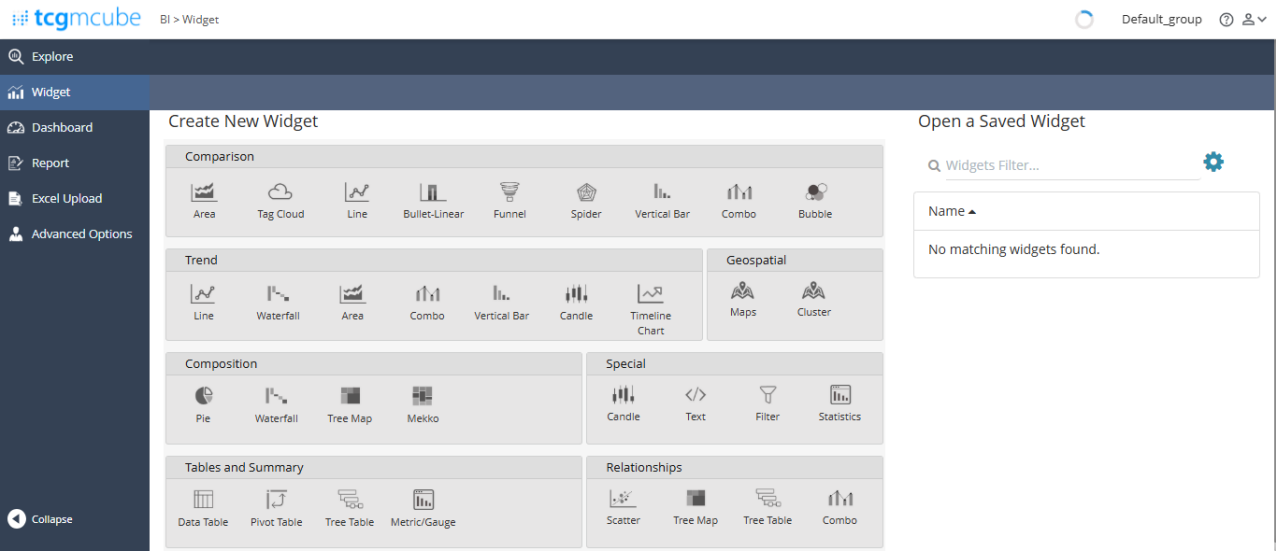 tcgmcube BI > Widget Default_group
Explore
Widget
Dashboard
Report
Excel Upload
Advanced Options
Collapse
Create New Widget
Comparison
Area Tag Cloud Line Bullet-Linear Funnel Spider Vertical Bar Combo Bubble
Trend
Line Waterfall Area Combo Vertical Bar Candle Timeline
Chart
Geospatial
Maps Cluster
Composition
Pie Waterfall Tree Map Mekko
Special
Candle Text Filter Statistics
Tables and Summary
Data Table Pivot Table Tree Table Metric/Gauge
Relationships
Scatter Tree Map Tree Table Combo
Open a Saved Widget
Widgets Filter...
Name
No matching widgets found.